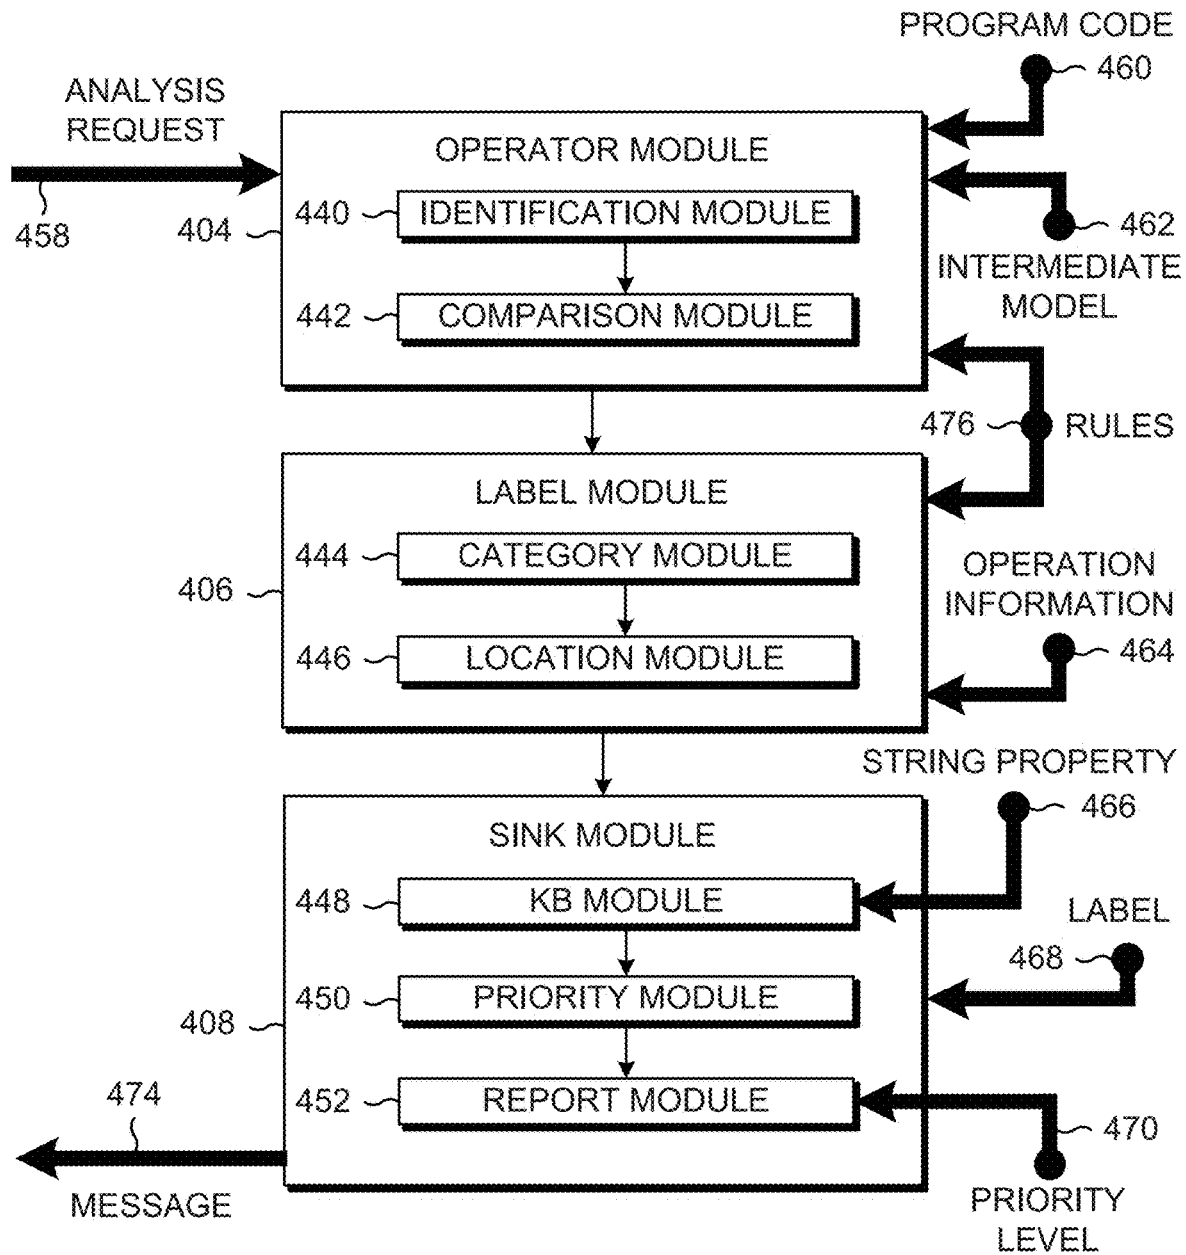 PROGRAM CODE
460
ANALYSIS
REQUEST
458
404
OPERATOR MODULE
440
IDENTIFICATION MODULE
442
COMPARISON MODULE
462
INTERMEDIATE
MODEL
476
RULES
406
LABEL MODULE
444
CATEGORY MODULE
446
LOCATION MODULE
OPERATION
INFORMATION
464
STRING PROPERTY
466
408
SINK MODULE
448
KB MODULE
LABEL
468
450
PRIORITY MODULE
452
REPORT MODULE
470
PRIORITY
LEVEL
474
MESSAGE